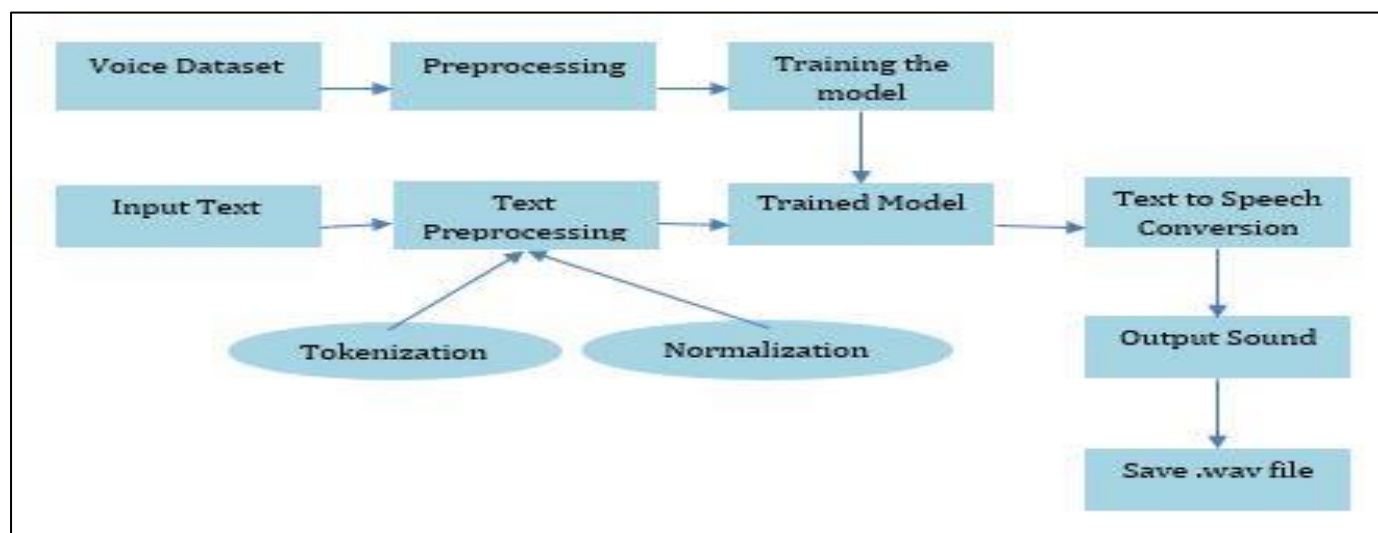 Voice Dataset
Preprocessing
Training the
model
Input Text
Text
Preprocessing
Trained Model
Text to Speech
Conversion
Tokenization
Normalization
Output Sound
Save .wav file